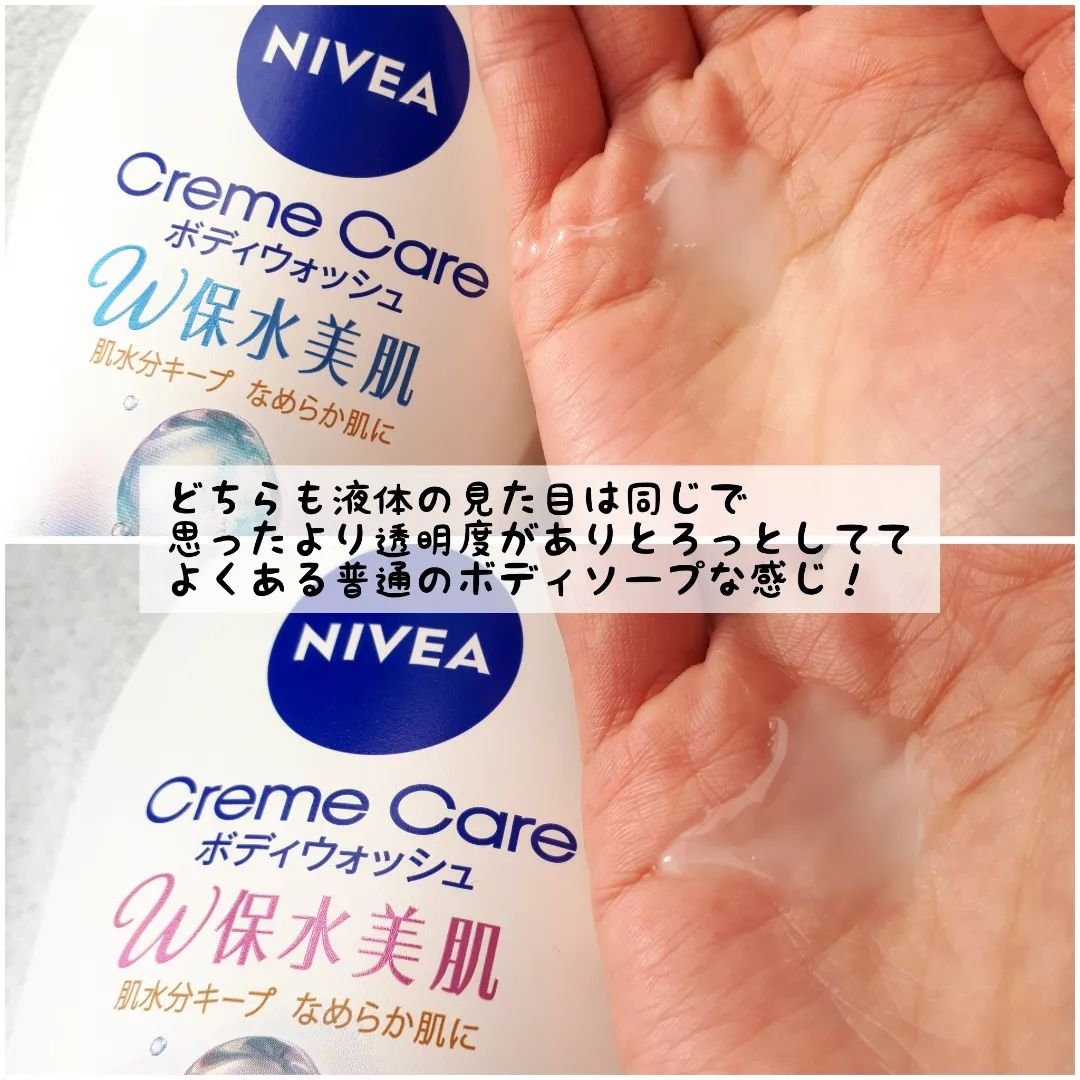 NIVEA
Creme Care
ボディウォッシュ
W保水美肌
肌水分キープ なめらか肌に
どちらも液体の見た目は同じで
思ったより透明度がありとろっとしてて
よくある普通のボディソープな感じ！
NIVEA
Creme Care
ボディウォッシュ
W保水美肌
肌水分キープ なめらか肌に